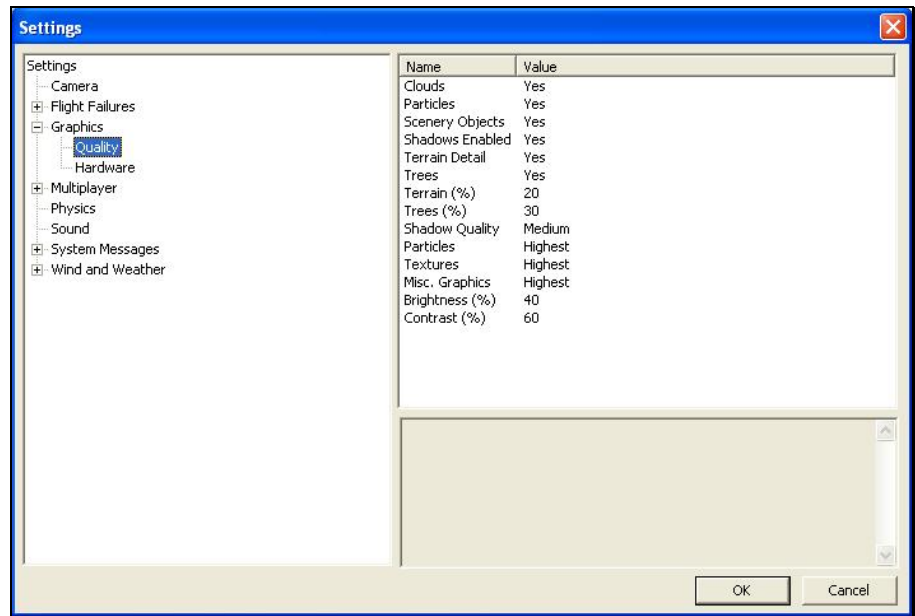 Settings
Settings
Camera
Flight Failures
Graphics
Quality
Hardware
Multiplayer
Physics
Sound
System Messages
Wind and Weather
Name Value
Clouds Yes
Particles Yes
Scenery Objects Yes
Shadows Enabled Yes
Terrain Detail Yes
Trees Yes
Terrain (%) 20
Trees (%) 30
Shadow Quality Medium
Particles Highest
Textures Highest
Misc. Graphics Highest
Brightness (%) 40
Contrast (%) 60
OK Cancel